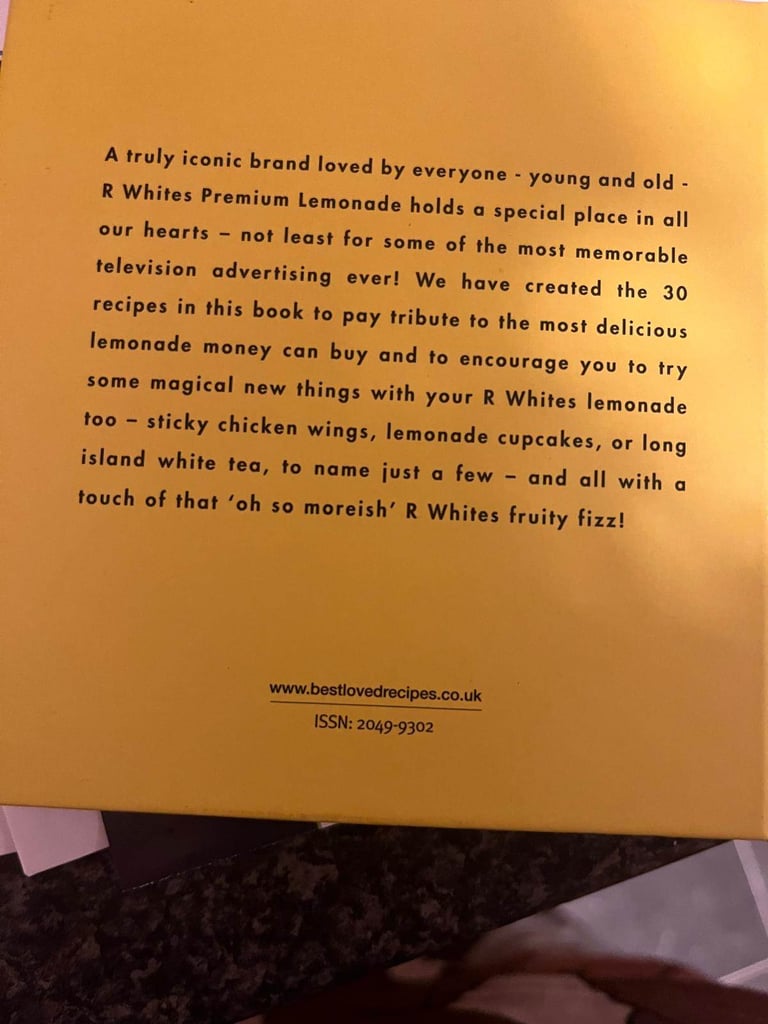 A truly iconic brand loved by everyone - young and old -
R Whites Premium Lemonade holds a special place in all
our hearts – not least for some of the most memorable
television advertising ever! We have created the 30
recipes in this book to pay tribute to the most delicious
lemonade money can buy and to encourage you to try
some magical new things with your R Whites lemonade
too – sticky chicken wings, lemonade cupcakes, or long
island white tea, to name just a few – and all with a
touch of that ‘oh so moreish’ R Whites fruity fizz!
www.bestlovedrecipes.co.uk
ISSN: 2049-9302